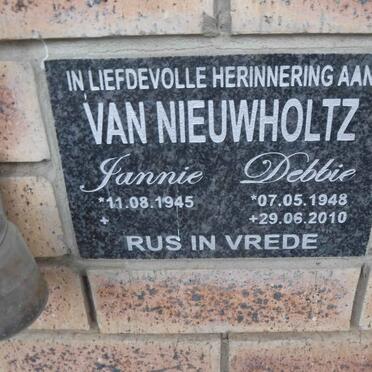 IN LIEFDEVOLLE HERINNERING AAN
VAN NIEUWHOLTZ
Jannie Debbie
*11.08.1945 *07.05.1948
+ +29.06.2010
RUS IN VREDE